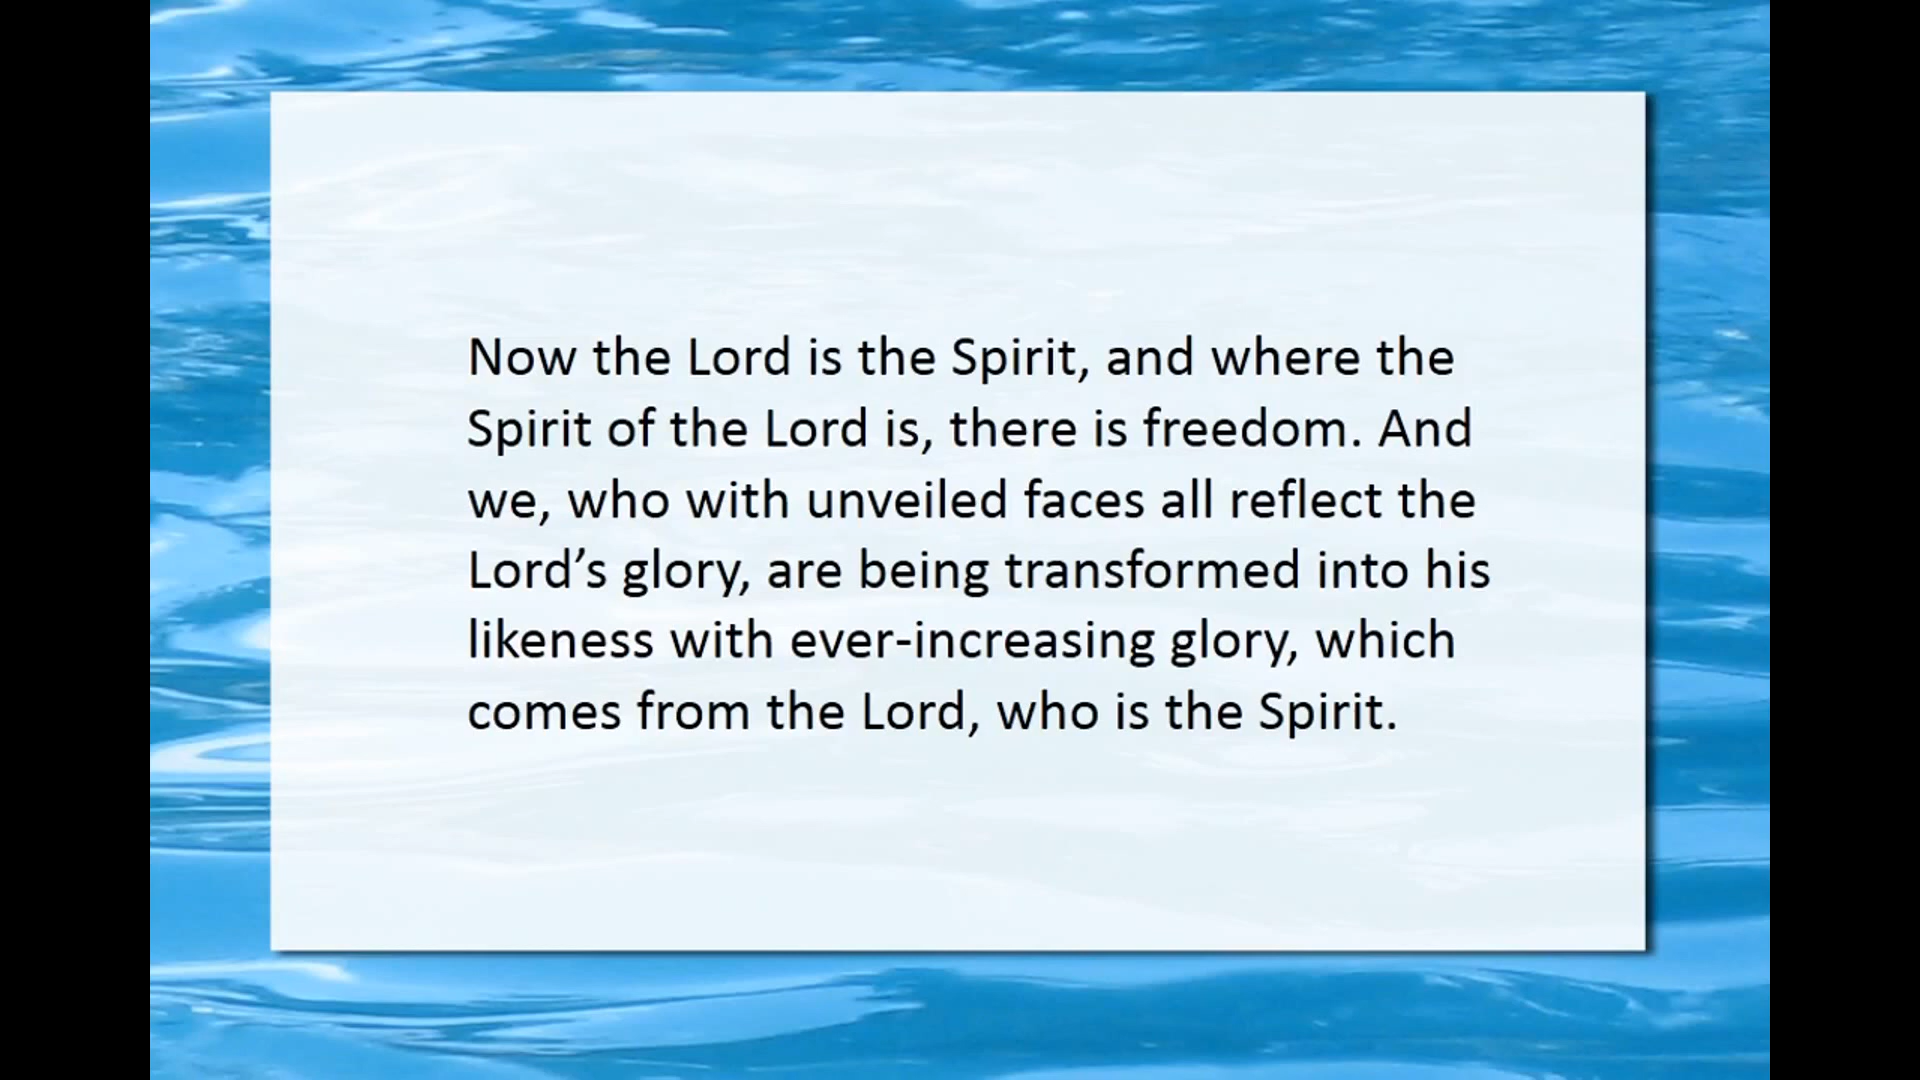 Now the Lord is the Spirit, and where the
Spirit of the Lord is, there is freedom. And
we, who with unveiled faces all reflect the
Lord’s glory, are being transformed into his
likeness with ever-increasing glory, which
comes from the Lord, who is the Spirit.